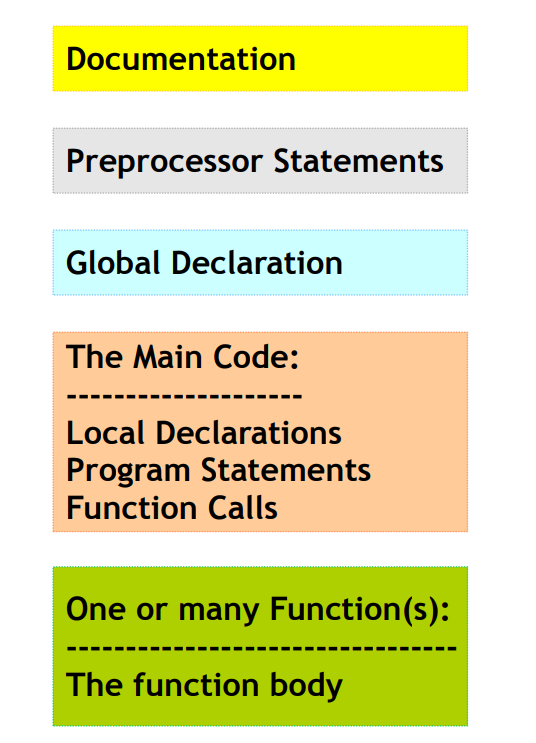 Documentation
Preprocessor Statements
Global Declaration
The Main Code:
--------------------
Local Declarations
Program Statements
Function Calls
One or many Function(s):
---------------------------------
The function body